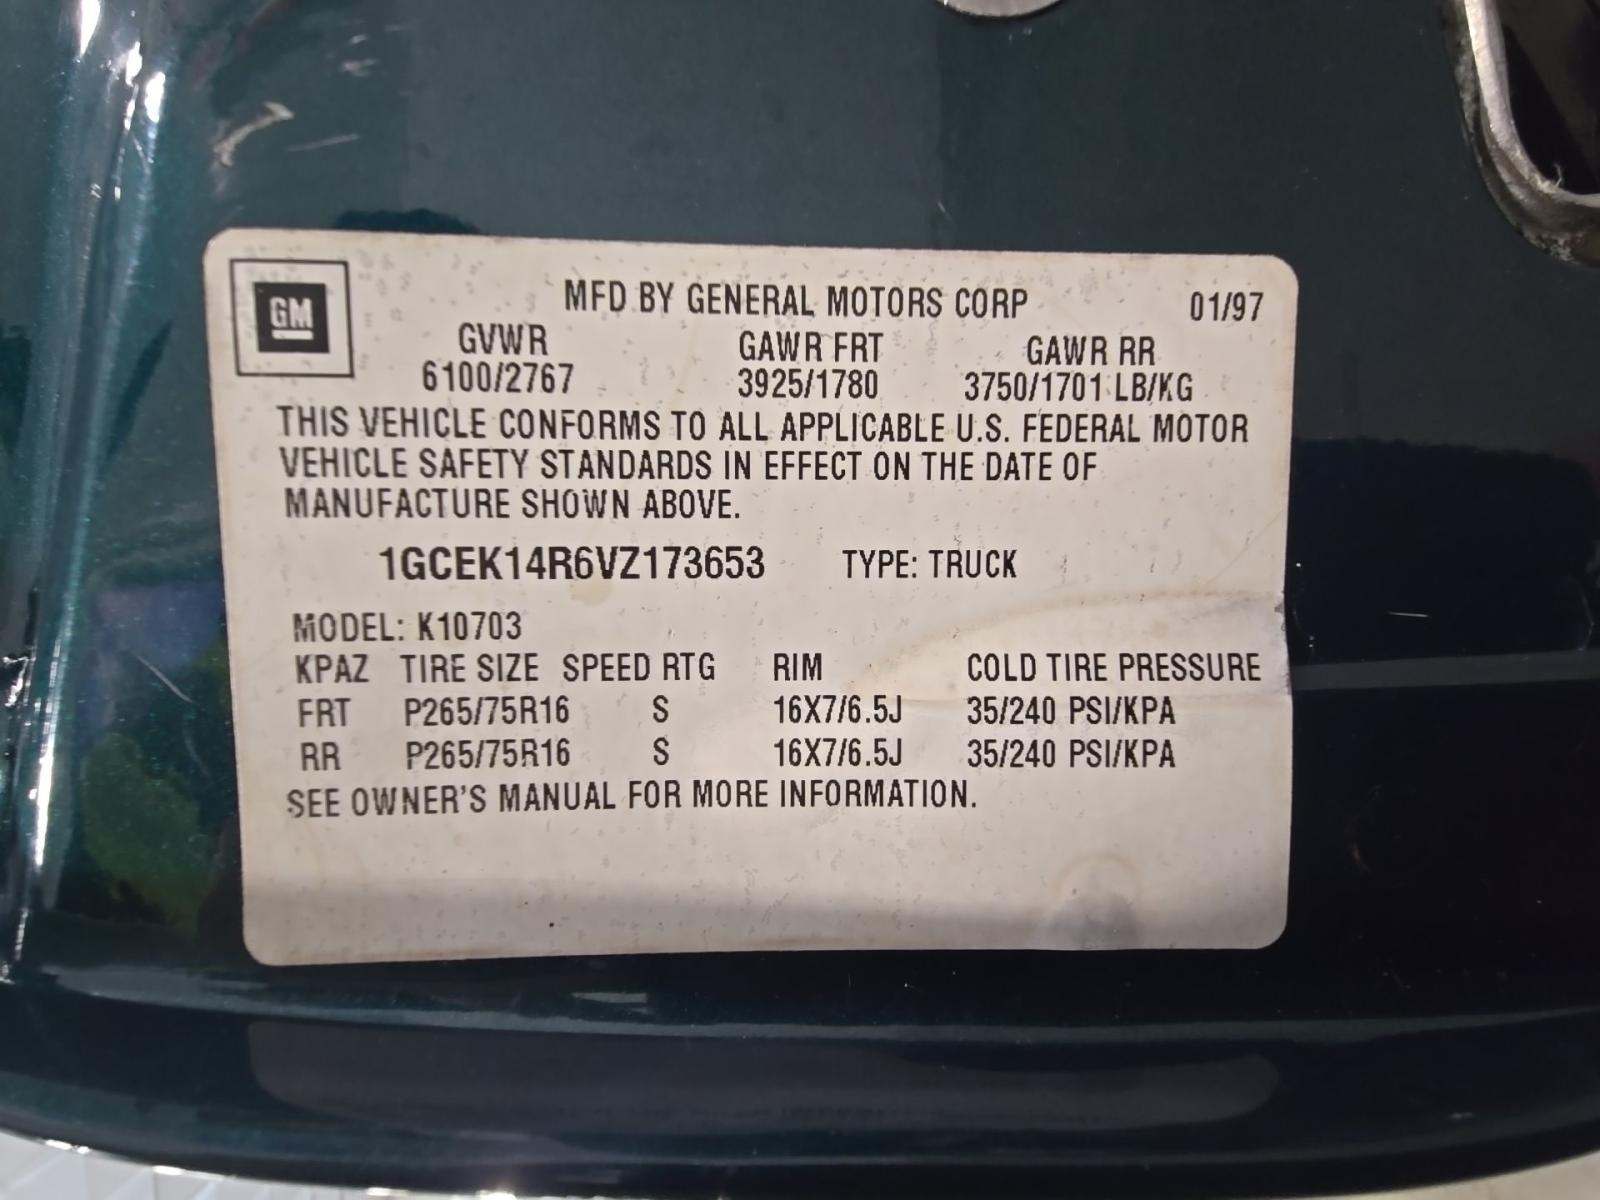 GM
MFD BY GENERAL MOTORS CORP 01/97
GVWR GAWR FRT GAWR RR
6100/2767 3925/1780 3750/1701 LB/KG
THIS VEHICLE CONFORMS TO ALL APPLICABLE U.S. FEDERAL MOTOR
VEHICLE SAFETY STANDARDS IN EFFECT ON THE DATE OF
MANUFACTURE SHOWN ABOVE.
1GCEK14R6VZ173653 TYPE: TRUCK
MODEL: K10703
KPAZ TIRE SIZE SPEED RTG RIM COLD TIRE PRESSURE
FRT P265/75R16 S 16X7/6.5J 35/240 PSI/KPA
RR P265/75R16 S 16X7/6.5J 35/240 PSI/KPA
SEE OWNER'S MANUAL FOR MORE INFORMATION.